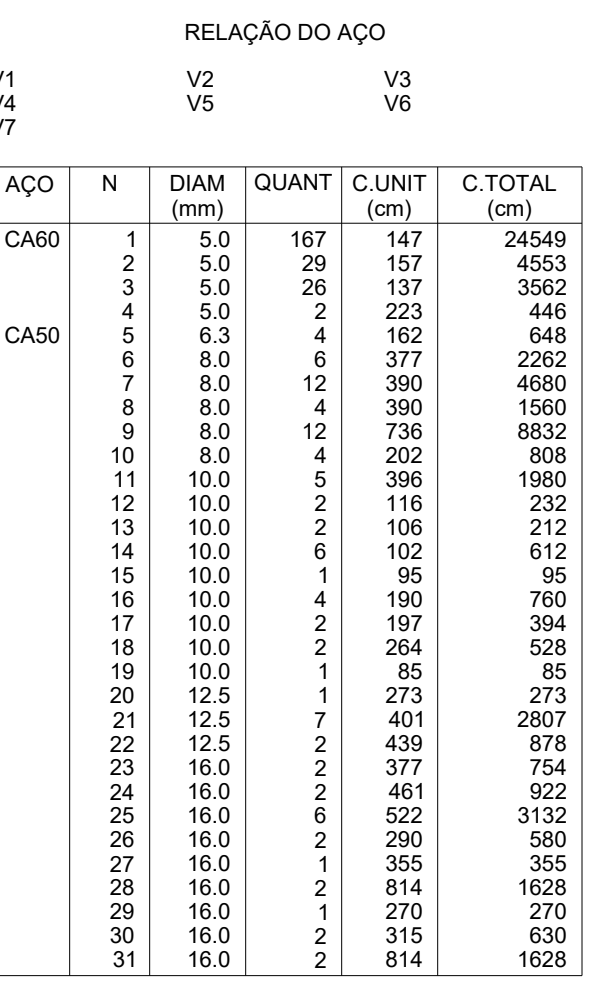 RELAÇÃO DO AÇO
V1 V2 V3
V4 V5 V6
V7
AÇO N DIAM QUANT C.UNIT C.TOTAL
(mm) (cm) (cm)
CA60 1 5.0 167 147 24549
2 5.0 29 157 4553
3 5.0 26 137 3562
4 5.0 2 223 446
CA50 5 6.3 4 162 648
6 8.0 6 377 2262
7 8.0 12 390 4680
8 8.0 4 390 1560
9 8.0 12 736 8832
10 8.0 4 202 808
11 10.0 5 396 1980
12 10.0 2 116 232
13 10.0 2 106 212
14 10.0 6 102 612
15 10.0 1 95 95
16 10.0 4 190 760
17 10.0 2 197 394
18 10.0 2 264 528
19 10.0 1 85 85
20 12.5 1 273 273
21 12.5 7 401 2807
22 12.5 2 439 878
23 16.0 2 377 754
24 16.0 2 461 922
25 16.0 6 522 3132
26 16.0 2 290 580
27 16.0 1 355 355
28 16.0 2 814 1628
29 16.0 1 270 270
30 16.0 2 315 630
31 16.0 2 814 1628